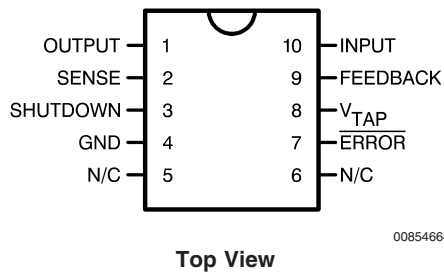 OUTPUT 1 10 INPUT
SENSE 2 9 FEEDBACK
SHUTDOWN 3 8 VTAP
GND 4 7 ERROR
N/C 5 6 N/C
0085466-
Top View